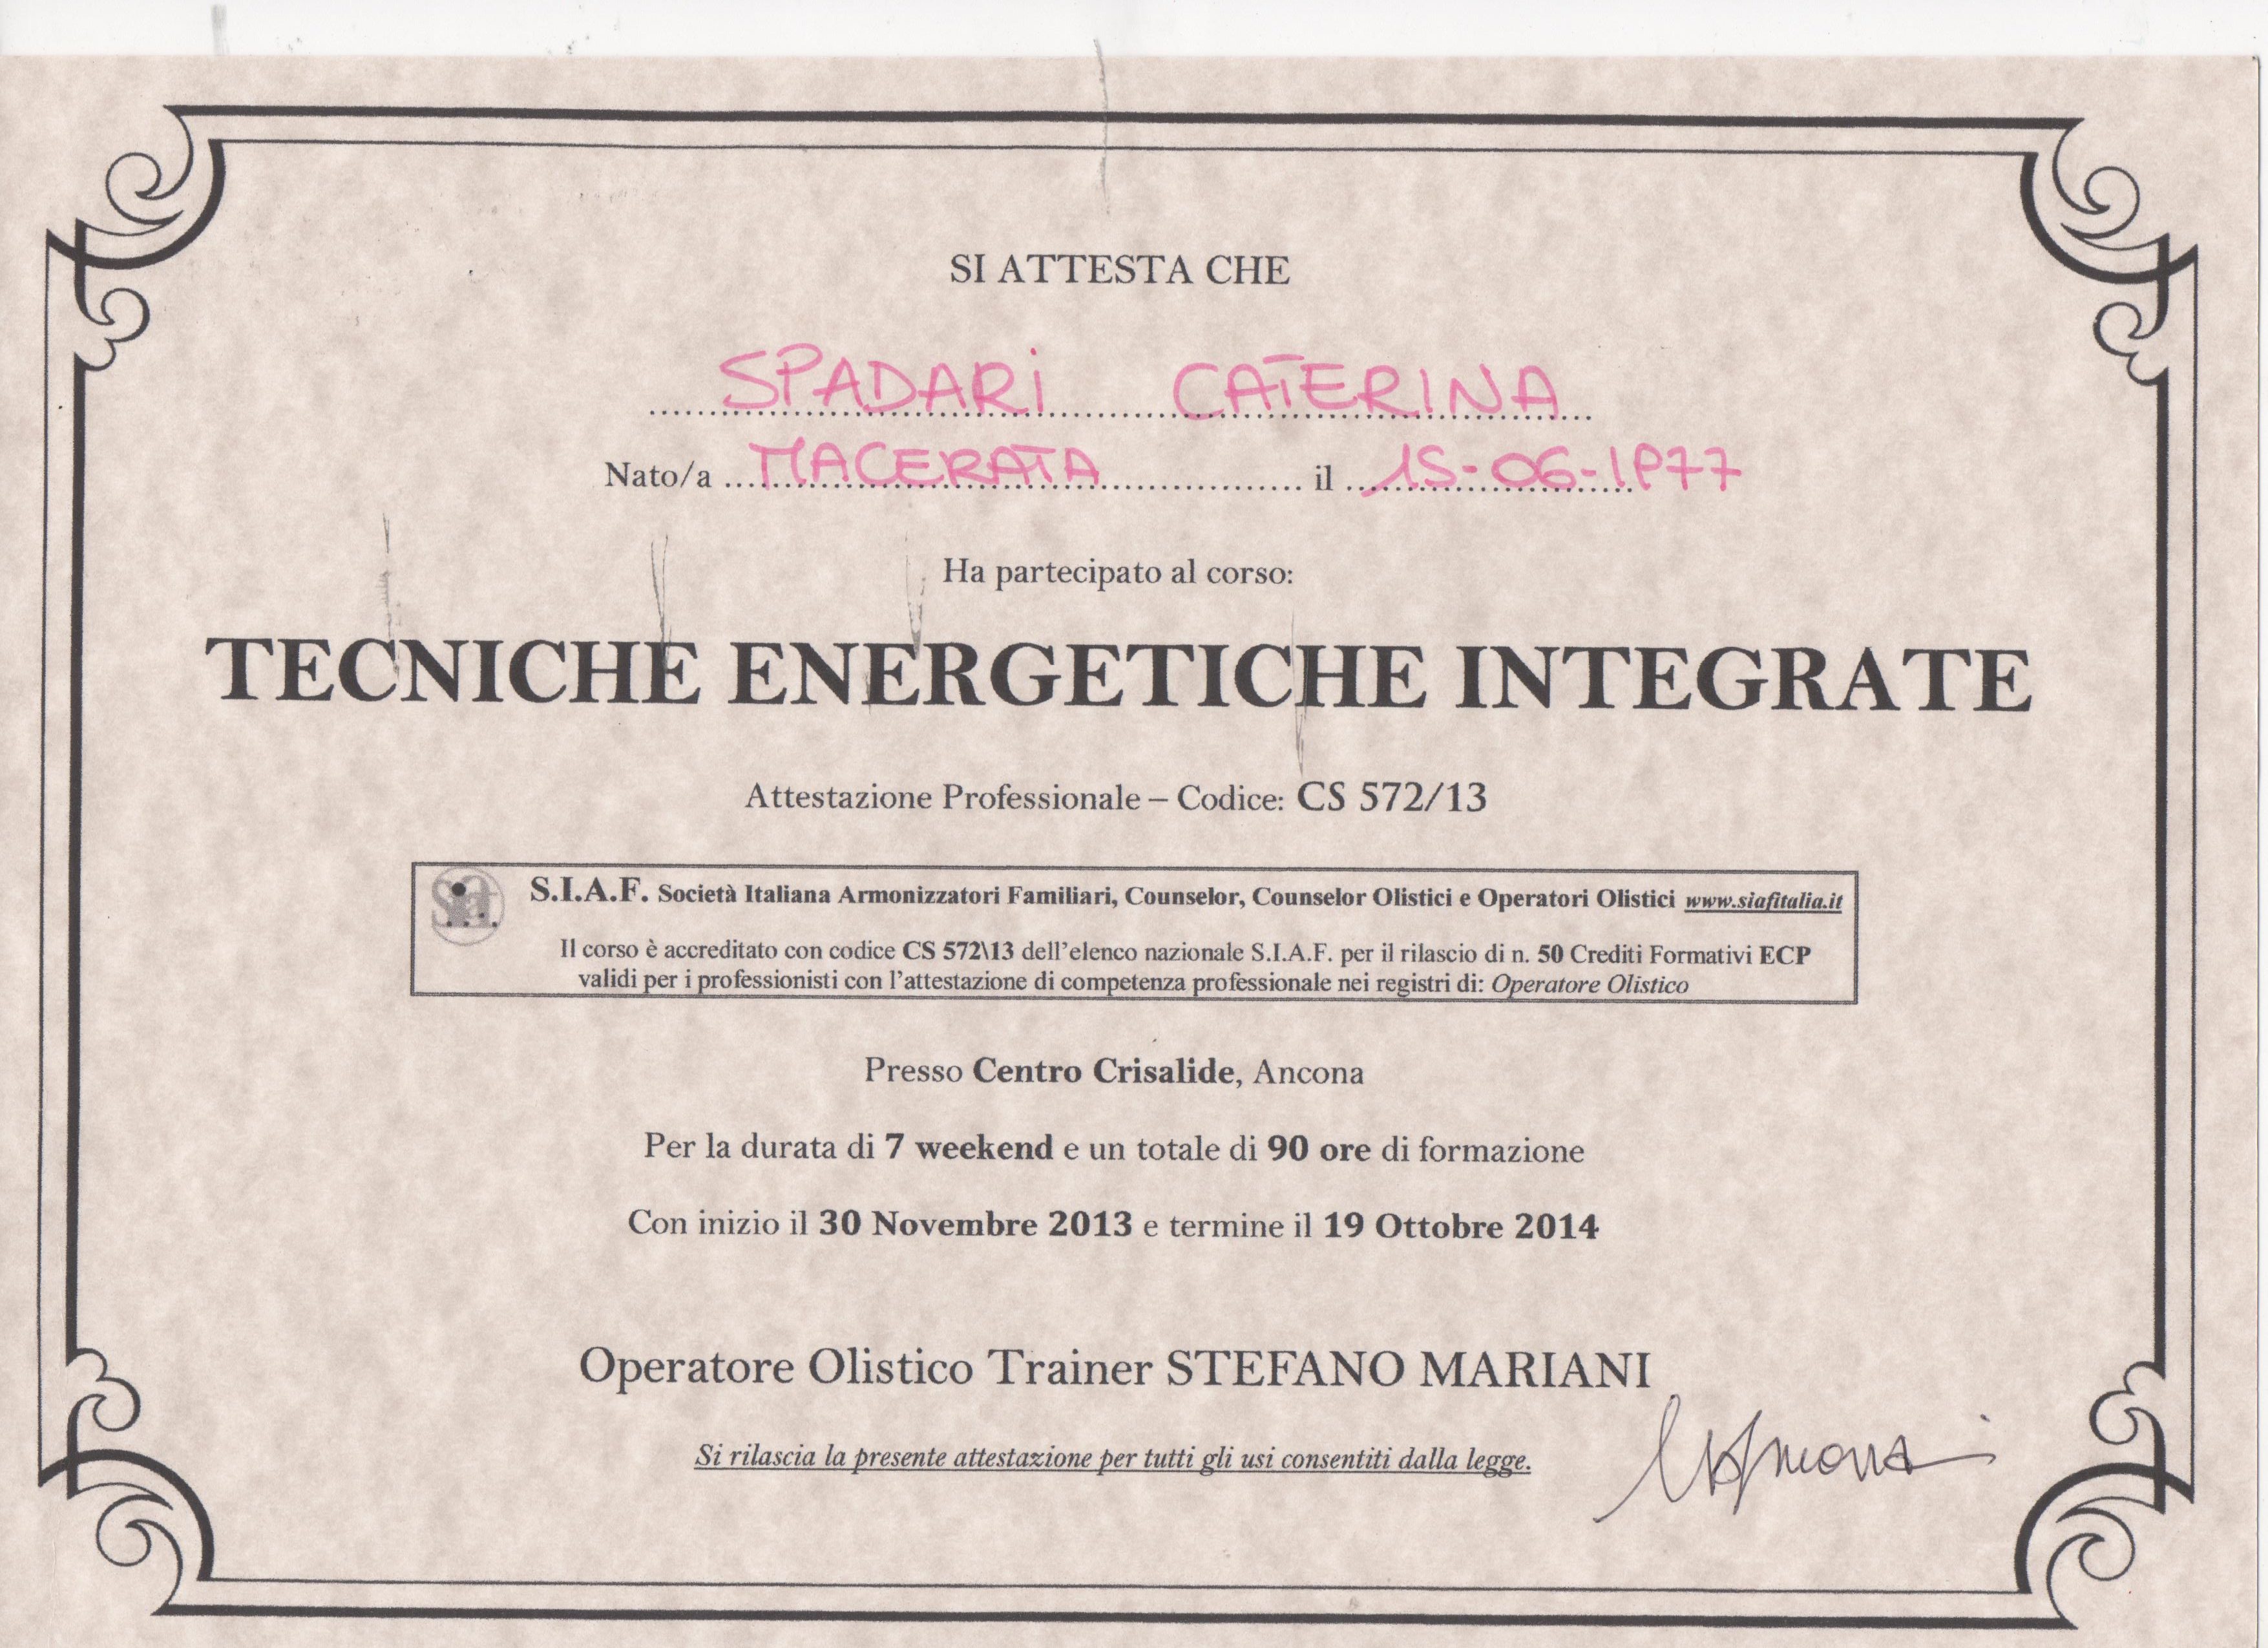 SI ATTESTA CHE
SPADARI CATERINA
Nato/a MACERATA il 15-06-1977
Ha partecipato al corso:
TECNICHE ENERGETICHE INTEGRATE
Attestazione Professionale – Codice: CS 572/13
siaf
S.I.A.F. Società Italiana Armonizzatori Familiari, Counselor, Counselor Olistici e Operatori Olistici www.siafitalia.it
Il corso è accreditato con codice CS 572\13 dell'elenco nazionale S.I.A.F. per il rilascio di n. 50 Crediti Formativi ECP
validi per i professionisti con l'attestazione di competenza professionale nei registri di: Operatore Olistico
Presso Centro Crisalide, Ancona
Per la durata di 7 weekend e un totale di 90 ore di formazione
Con inizio il 30 Novembre 2013 e termine il 19 Ottobre 2014
Operatore Olistico Trainer STEFANO MARIANI
Si rilascia la presente attestazione per tutti gli usi consentiti dalla legge.